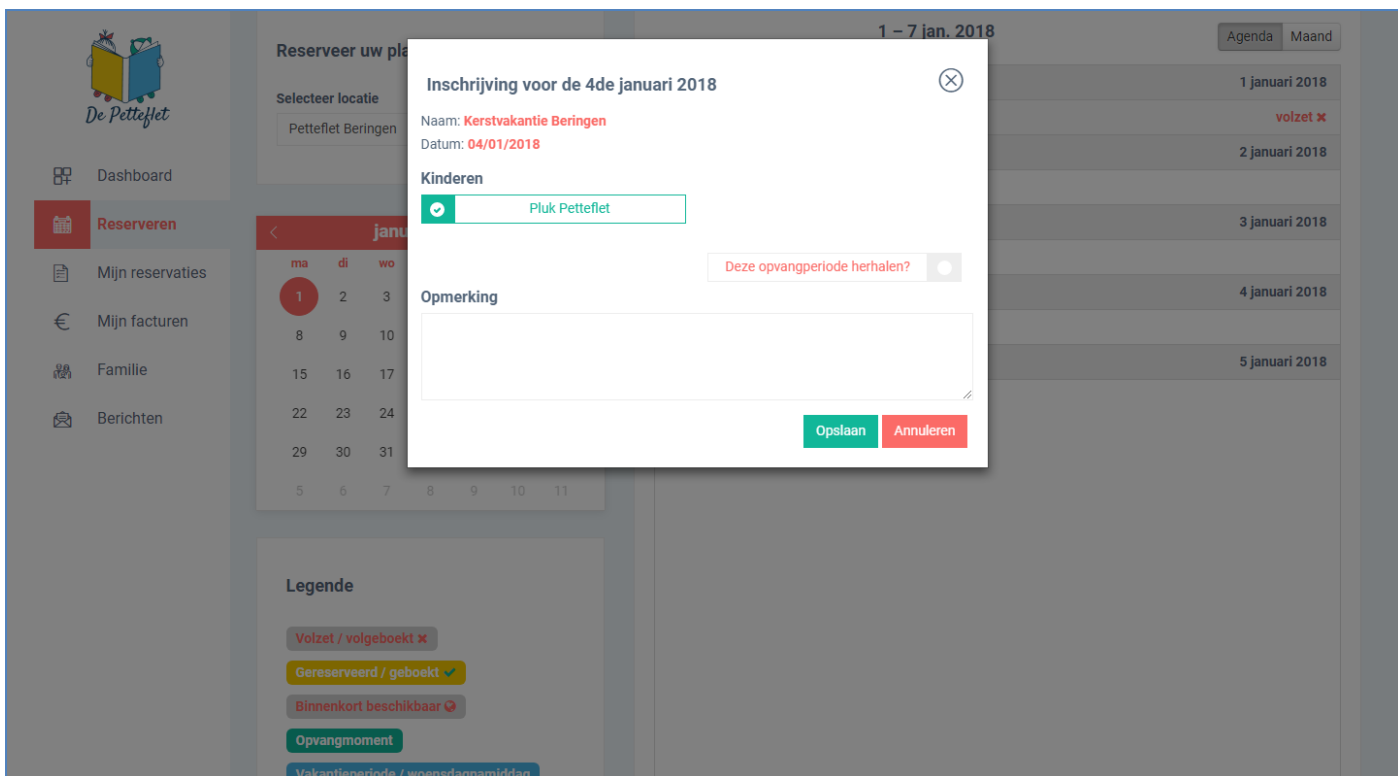 De Petteflet
Dashboard
Reserveren
Mijn reservaties
Mijn facturen
Familie
Berichten
Reserveer uw pla
Selecteer locatie
Petteflet Beringen
janu
ma di wo
1 2 3
8 9 10
15 16 17
22 23 24
29 30 31
5 6 7 8 9 10 11
Legende
Volzet / volgeboekt
Gereserveerd / geboekt
Binnenkort beschikbaar
Opvangmoment
Vakantieperiode / woensdagnamiddag
Inschrijving voor de 4de januari 2018
Naam: Kerstvakantie Beringen
Datum: 04/01/2018
Kinderen
Pluk Petteflet
Deze opvangperiode herhalen?
Opmerking
Opslaan Annuleren
1 – 7 jan. 2018
Agenda Maand
1 januari 2018
volzet
2 januari 2018
3 januari 2018
4 januari 2018
5 januari 2018